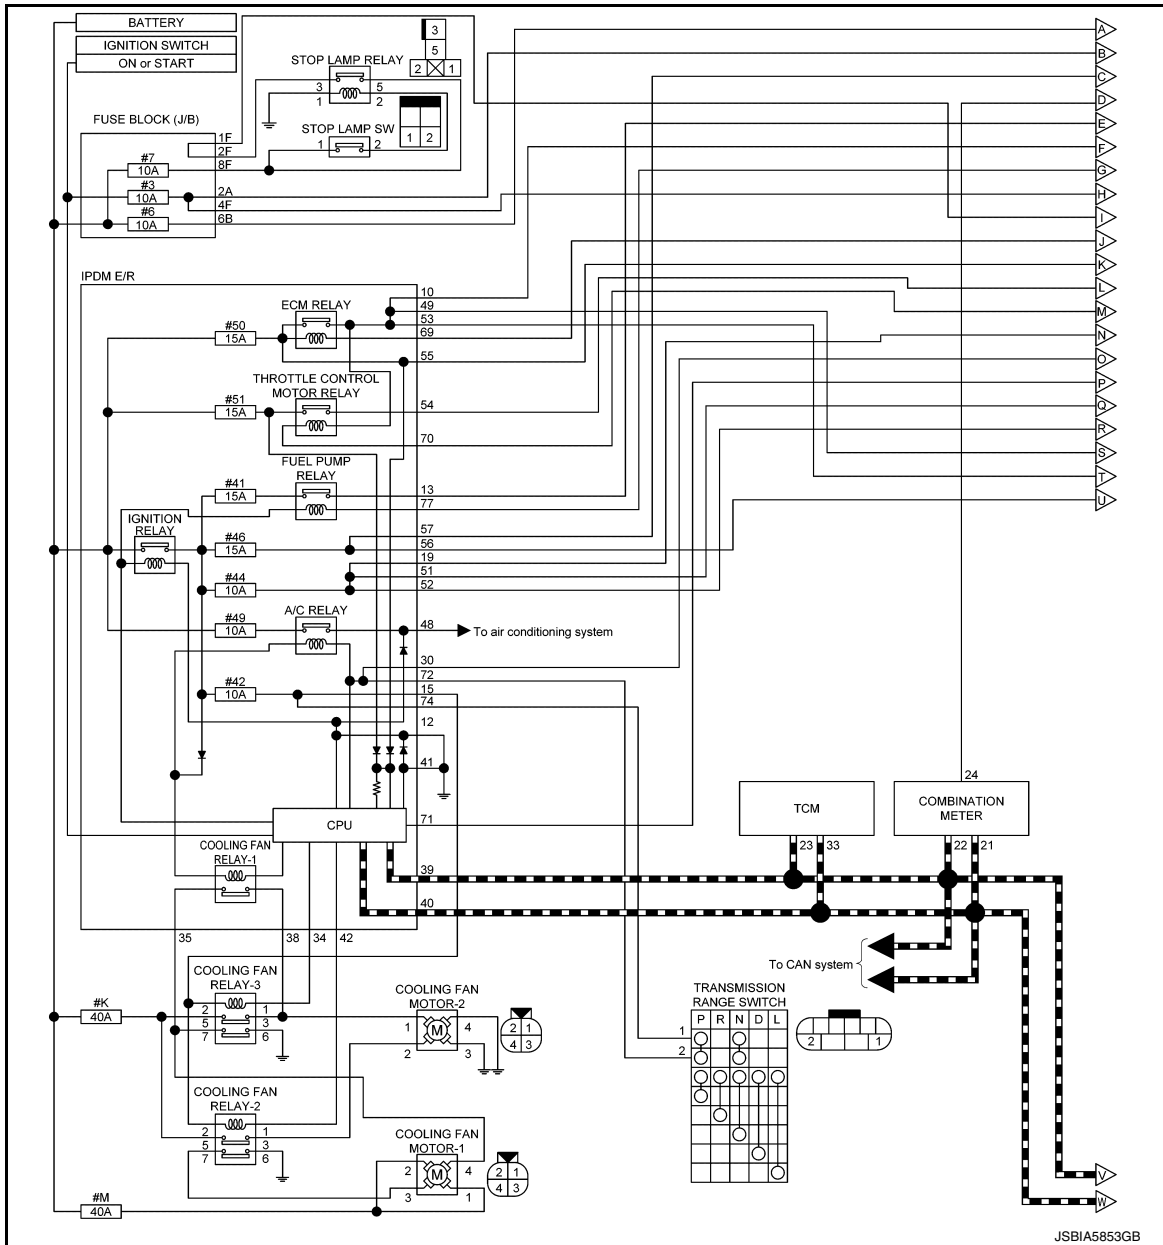 BATTERY
IGNITION SWITCH
ON or START
STOP LAMP RELAY
3
5
2 1
3 5
1 2
1 2
FUSE BLOCK (J/B)
STOP LAMP SW
1 2
#7
10A
#3
10A
#6
10A
1F
2F
8F
2A
4F
6B
A
B
C
D
E
F
G
H
I
J
K
L
M
N
O
P
Q
R
S
T
U
IPDM E/R
ECM RELAY
#50
15A
10
49
53
69
55
THROTTLE CONTROL
MOTOR RELAY
#51
15A
54
70
FUEL PUMP
RELAY
#41
15A
13
77
IGNITION
RELAY
#46
15A
57
56
19
#44
10A
51
52
A/C RELAY
#49
10A
48
To air conditioning system
30
72
#42
10A
15
74
12
41
CPU
71
TCM
23 33
24
COMBINATION
METER
22 21
COOLING FAN
RELAY-1
39
40
35 38 34 42
To CAN system
COOLING FAN
RELAY-3
#K
40A
2 1
5 3
7 6
COOLING FAN
MOTOR-2
1 4
M
2 3
2 1
4 3
TRANSMISSION
RANGE SWITCH
P R N D L
1
2
2 1
COOLING FAN
RELAY-2
2 1
5 3
7 6
COOLING FAN
MOTOR-1
2 4
M
3 1
2 1
4 3
#M
40A
V
W
JSBIA5853GB